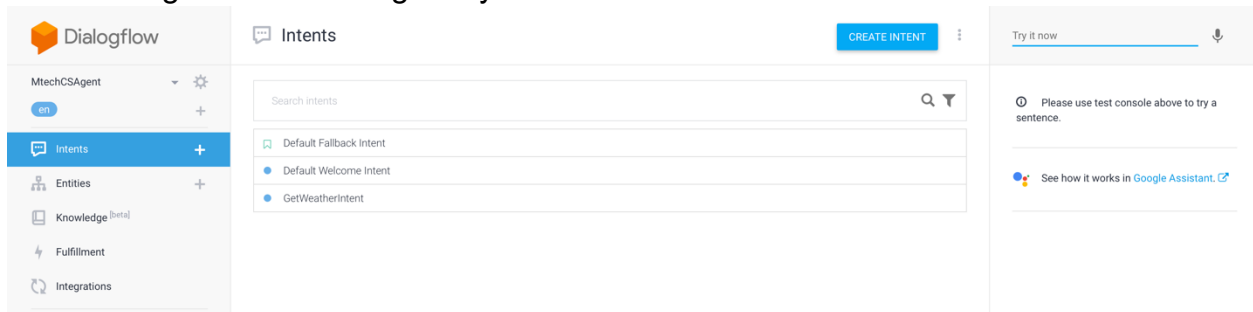 Dialogflow
MtechCSAgent
en
Intents
Entities
Knowledge [beta]
Fulfillment
Integrations
Intents
CREATE INTENT
Search intents
Default Fallback Intent
Default Welcome Intent
GetWeatherIntent
Try it now
Please use test console above to try a
sentence.
See how it works in Google Assistant.